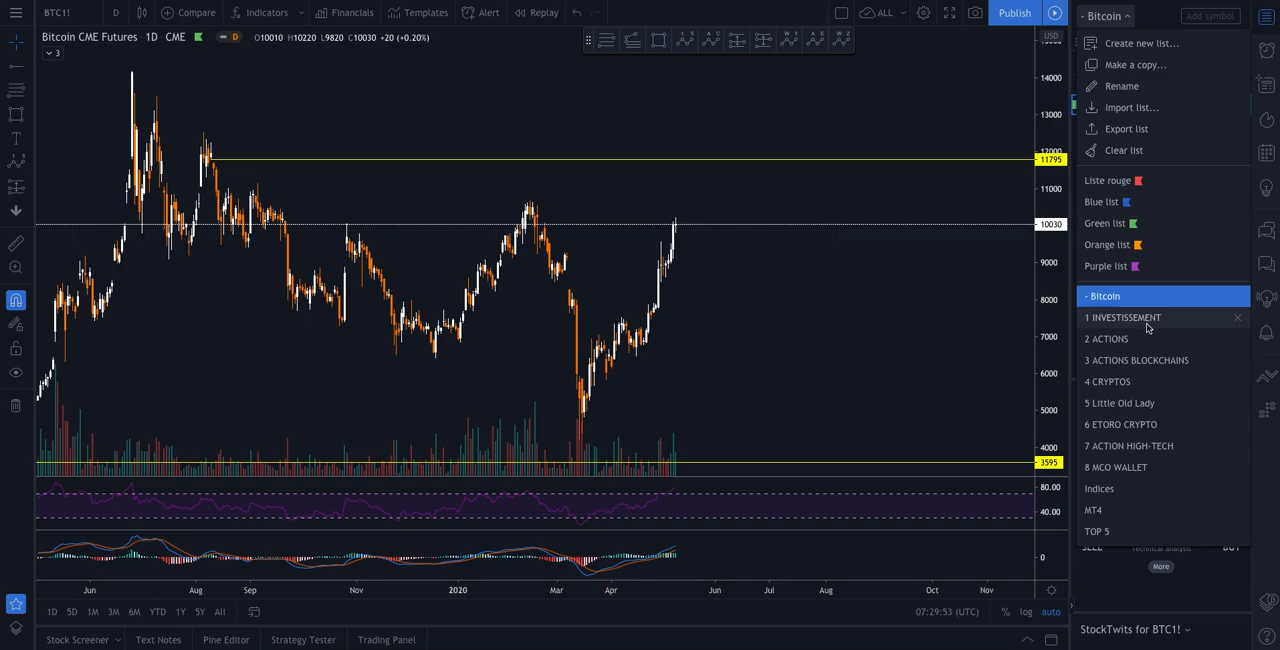 BTC1! D Compare Indicators Financials Templates Alert Replay ALL Publish
Bitcoin CME Futures · 1D · CME D O10010 H10220 L9820 C10030 +20 (+0.20%)
3
USD
14000
13000
12000
11795
11000
10030
9000
8000
7000
6000
5000
4000
3595
80.00
40.00
0
Jun Aug Sep Nov 2020 Mar Apr Jun Jul Aug Oct Nov
1D 5D 1M 3M 6M YTD 1Y 5Y All 07:29:53 (UTC) % log auto
Stock Screener Text Notes Pine Editor Strategy Tester Trading Panel
- Bitcoin Add symbol
Create new list...
Make a copy...
Rename
Import list...
Export list
Clear list
Liste rouge
Blue list
Green list
Orange list
Purple list
- Bitcoin
1 INVESTISSEMENT
2 ACTIONS
3 ACTIONS BLOCKCHAINS
4 CRYPTOS
5 Little Old Lady
6 ETORO CRYPTO
7 ACTION HIGH-TECH
8 MCO WALLET
Indices
MT4
TOP 5
SELL Technical analysis BUY
More
StockTwits for BTC1!